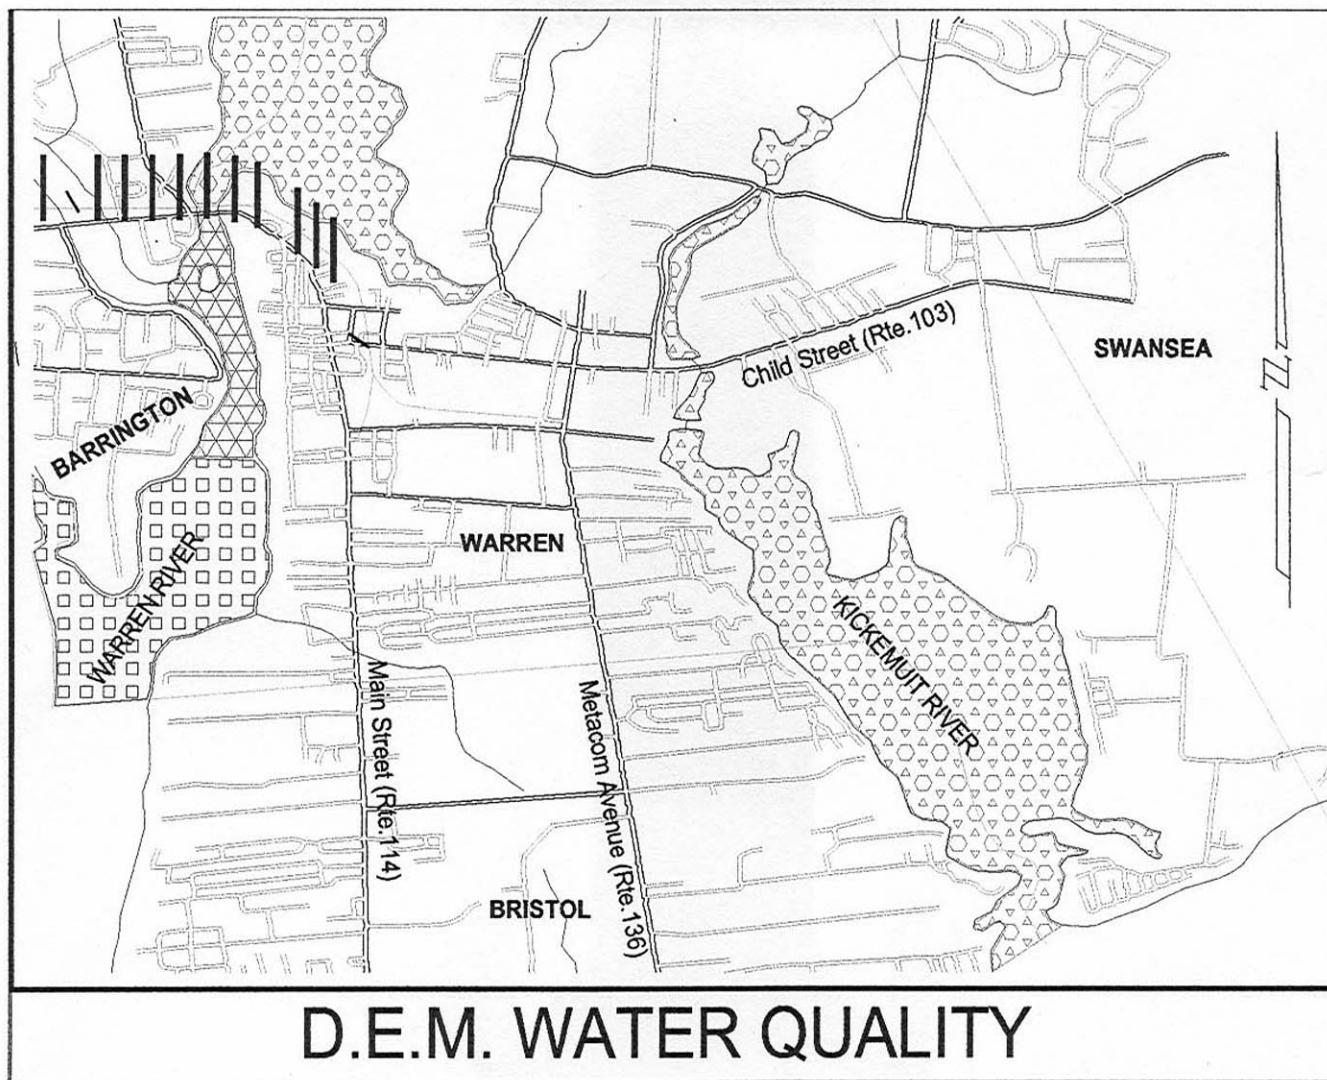 Child Street (Rte.103)
SWANSEA
BARRINGTON
WARREN
WARREN RIVER
KICKEMUIT RIVER
Main Street (Rte.114)
Metacom Avenue (Rte.136)
BRISTOL
N
D.E.M. WATER QUALITY